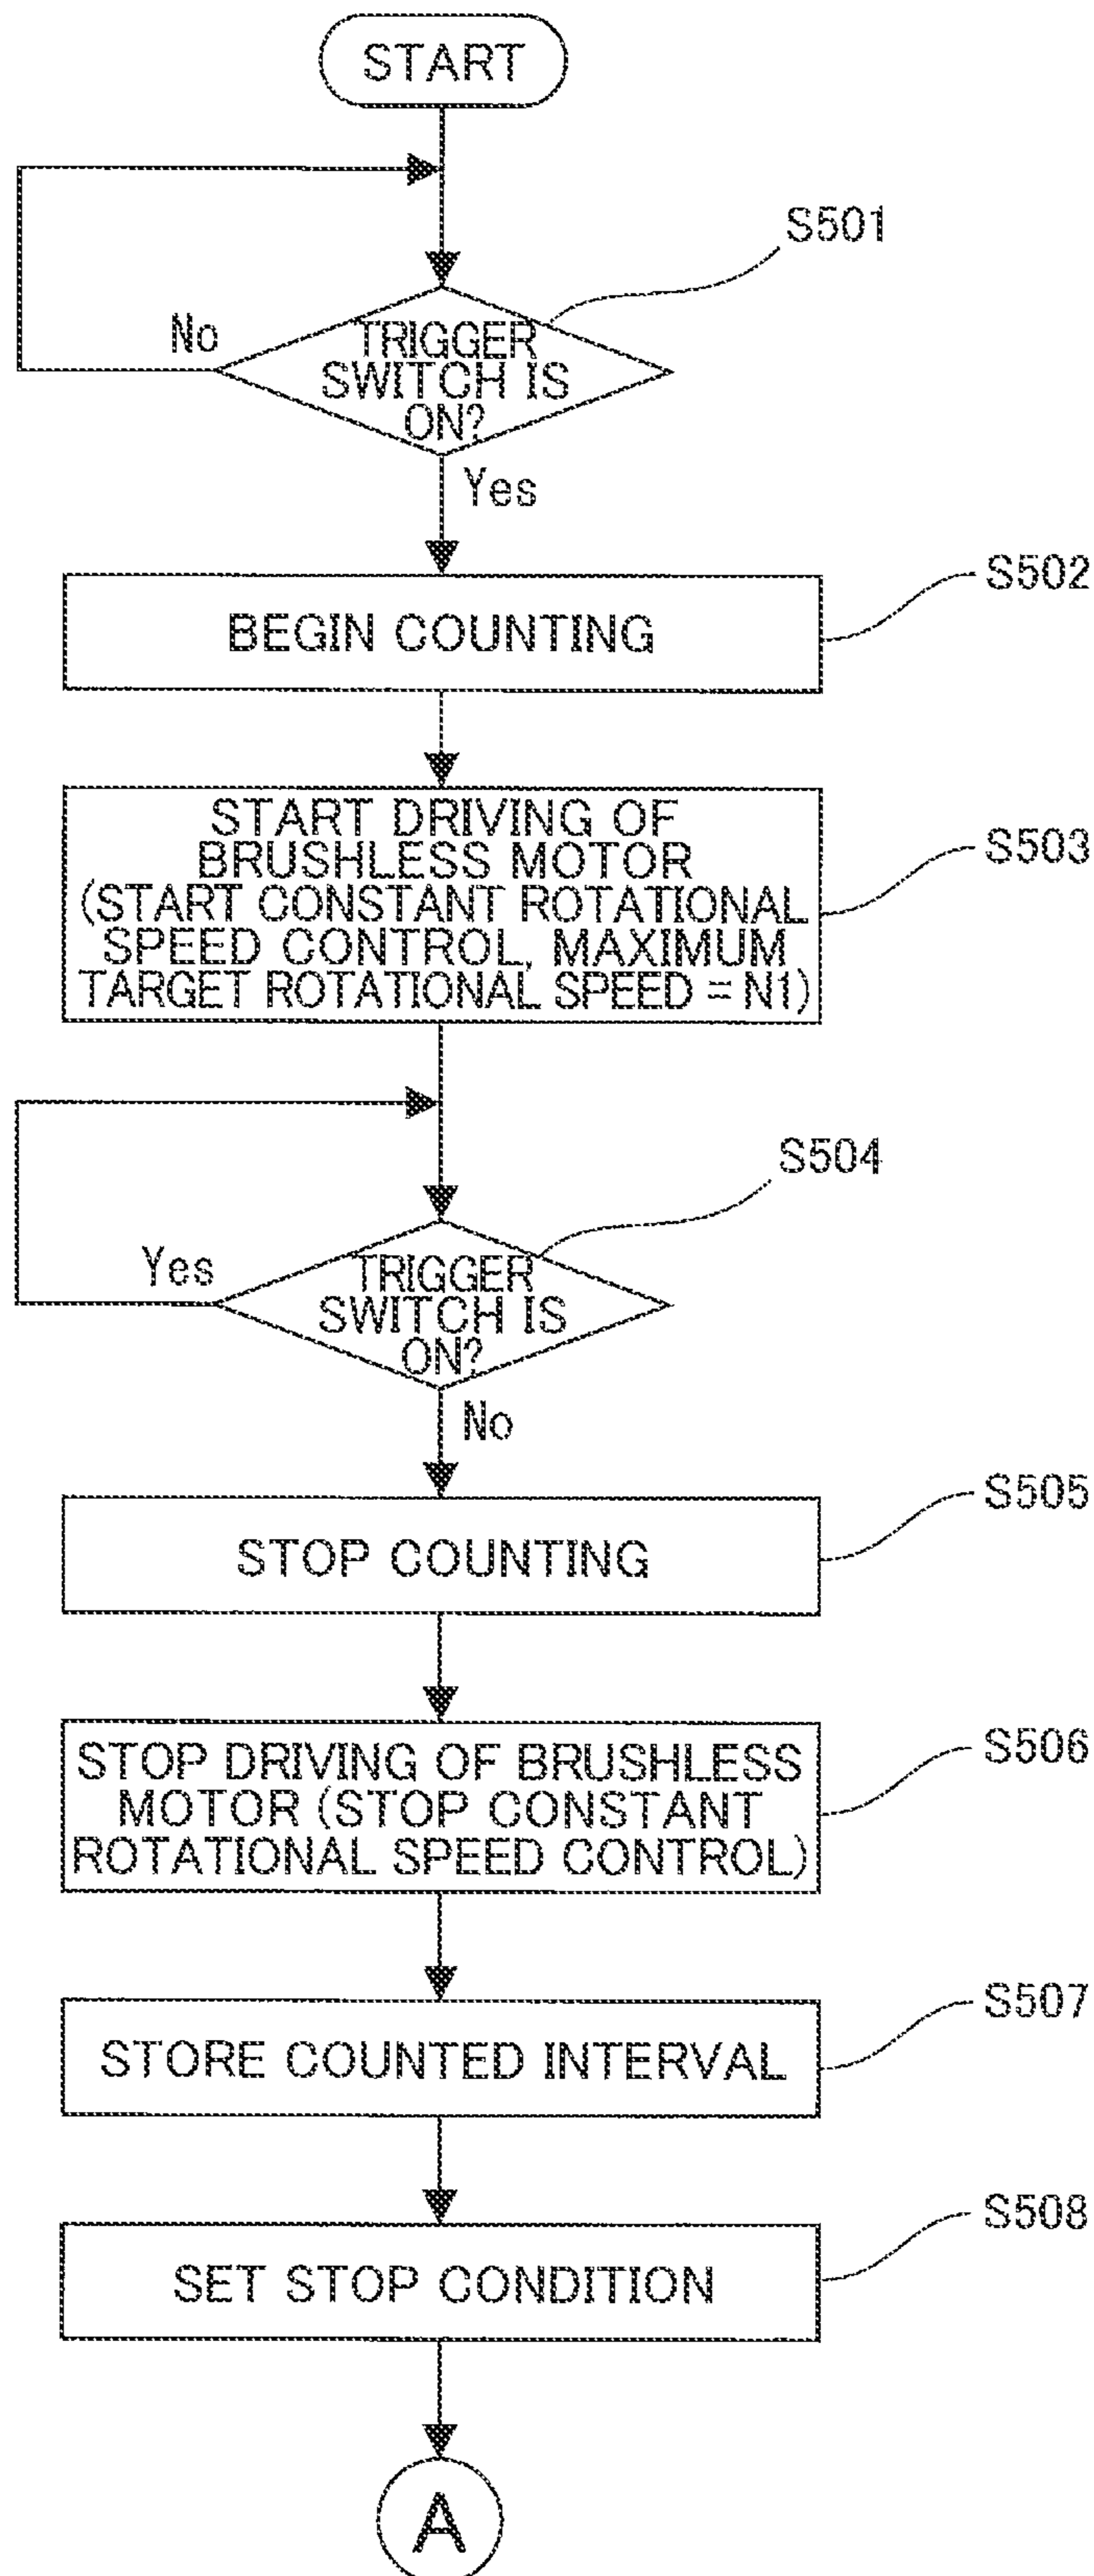 START
S501
No
TRIGGER
SWITCH IS
ON?
Yes
S502
BEGIN COUNTING
START DRIVING OF
BRUSHLESS MOTOR
(START CONSTANT ROTATIONAL
SPEED CONTROL, MAXIMUM
TARGET ROTATIONAL SPEED = N1)
S503
S504
Yes
TRIGGER
SWITCH IS
ON?
No
S505
STOP COUNTING
STOP DRIVING OF BRUSHLESS
MOTOR (STOP CONSTANT
ROTATIONAL SPEED CONTROL)
S506
S507
STORE COUNTED INTERVAL
S508
SET STOP CONDITION
A